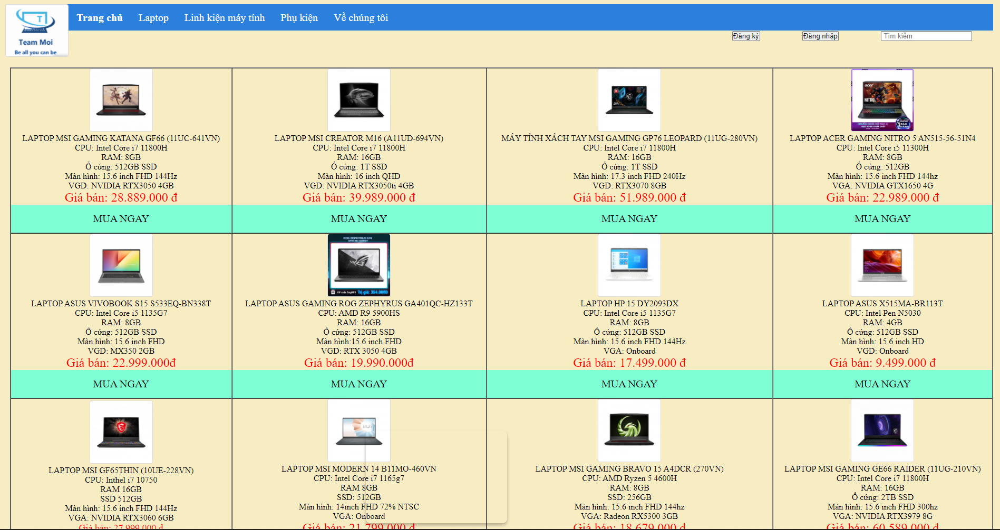 Team Moi
Be all you can be
Trang chủ Laptop Linh kiện máy tính Phụ kiện Về chúng tôi
Đăng ký Đăng nhập Tìm kiếm
LAPTOP MSI GAMING KATANA GF66 (11UC-641VN)
CPU: Intel Core i7 11800H
RAM: 8GB
Ổ cứng: 512GB SSD
Màn hình: 15.6 inch FHD 144Hz
VGD: NVIDIA RTX3050 4GB
Giá bán: 28.889.000 đ
MUA NGAY
LAPTOP MSI CREATOR M16 (A11UD-694VN)
CPU: Intel Core i7 11800H
RAM: 16GB
Ổ cứng: 1T SSD
Màn hình: 16 inch QHD
VGD: NVIDIA RTX3050ti 4GB
Giá bán: 39.989.000 đ
MUA NGAY
MÁY TÍNH XÁCH TAY MSI GAMING GP76 LEOPARD (11UG-280VN)
CPU: Intel Core i7 11800H
RAM: 16GB
Ổ cứng: 1T SSD
Màn hình: 17.3 inch FHD 240Hz
VGD: RTX3070 8GB
Giá bán: 51.989.000 đ
MUA NGAY
acer
NITRO
LAPTOP ACER GAMING NITRO 5 AN515-56-51N4
CPU: Intel Core i5 11300H
RAM: 8GB
Ổ cứng: 512GB
Màn hình: 15.6 inch FHD 144hz
VGA: NVIDIA GTX1650 4G
Giá bán: 22.989.000 đ
MUA NGAY
LAPTOP ASUS VIVOBOOK S15 S533EQ-BN338T
CPU: Intel Core i5 1135G7
RAM: 8GB
Ổ cứng: 512GB SSD
Màn hình: 15.6 inch FHD
VGD: MX350 2GB
Giá bán: 22.999.000đ
MUA NGAY
ROG ZEPHYRUS G14
Trị giá: 354.000Đ
LAPTOP ASUS GAMING ROG ZEPHYRUS GA401QC-HZ133T
CPU: AMD R9 5900HS
RAM: 16GB
Ổ cứng: 512GB SSD
Màn hình:15.6 inch FHD
VGD: RTX 3050 4GB
Giá bán: 19.990.000đ
MUA NGAY
LAPTOP HP 15 DY2093DX
CPU: Intel Core i5 1135G7
RAM: 8GB
Ổ cứng: 512GB SSD
Màn hình: 15.6 inch FHD 144Hz
VGA: Onboard
Giá bán: 17.499.000 đ
MUA NGAY
LAPTOP ASUS X515MA-BR113T
CPU: Intel Pen N5030
RAM: 4GB
Ổ cứng: 512GB SSD
Màn hình: 15.6 inch HD
VGD: Onboard
Giá bán: 9.499.000 đ
MUA NGAY
LAPTOP MSI GF65THIN (10UE-228VN)
CPU: Inthel i7 10750
RAM 16GB
SSD 512GB
Màn hình: 15.6 inch FHD 144Hz
VGA: NVIDIA RTX3060 6GB
Giá bán: 27.999.000 đ
LAPTOP MSI MODERN 14 B11MO-460VN
CPU: Intel Core i7 1165g7
RAM 8GB
SSD: 512GB
Màn hình: 14inch FHD 72% NTSC
VGA: Onboard
Giá bán: 21.799.000 đ
LAPTOP MSI GAMING BRAVO 15 A4DCR (270VN)
CPU: AMD Ryzen 5 4600H
RAM: 8GB
SSD: 256GB
Màn hình: 15.6 inch FHD 144hz
VGA: Radeon RX5300 3GB
Giá bán: 18.679.000 đ
LAPTOP MSI GAMING GE66 RAIDER (11UG-210VN)
CPU: Intel Core i7 11800H
RAM: 16GB
Ổ cứng: 2TB SSD
Màn hình: 15.6 inch FHD 300hz
VGA: NVIDIA RTX3979 8G
Giá bán: 60.589.000 đ